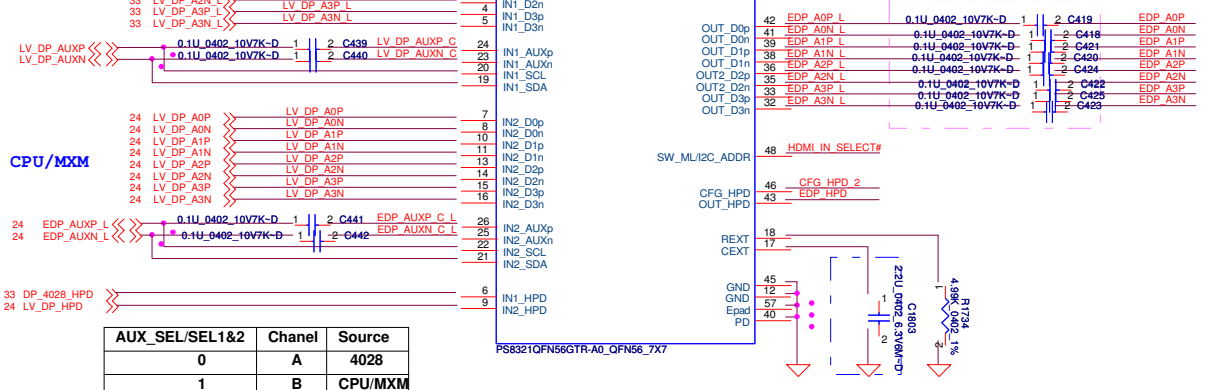 33 LV_DP_A2N_L IN1_D2n
33 LV_DP_A3P_L LV_DP_A3P_L 4 IN1_D3p
33 LV_DP_A3N_L LV_DP_A3N_L 5 IN1_D3n
LV_DP_AUXP 0.1U_0402_10V7K~D 1 2 C439 LV_DP_AUXP_C 24 IN1_AUXp
LV_DP_AUXN 0.1U_0402_10V7K~D 1 2 C440 LV_DP_AUXN_C 23 IN1_AUXn
20 IN1_SCL
19 IN1_SDA
24 LV_DP_A0P LV_DP_A0P 7 IN2_D0p
24 LV_DP_A0N LV_DP_A0N 8 IN2_D0n
24 LV_DP_A1P LV_DP_A1P 10 IN2_D1p
24 LV_DP_A1N LV_DP_A1N 11 IN2_D1n
24 LV_DP_A2P LV_DP_A2P 13 IN2_D2p
24 LV_DP_A2N LV_DP_A2N 14 IN2_D2n
24 LV_DP_A3P LV_DP_A3P 15 IN2_D3p
24 LV_DP_A3N LV_DP_A3N 16 IN2_D3n
CPU/MXM
24 EDP_AUXP_L 0.1U_0402_10V7K~D 1 2 C441 EDP_AUXP_C_L 26 IN2_AUXp
24 EDP_AUXN_L 0.1U_0402_10V7K~D 1 2 C442 EDP_AUXN_C_L 25 IN2_AUXn
22 IN2_SCL
21 IN2_SDA
33 DP_4028_HPD 6 IN1_HPD
24 LV_DP_HPD 9 IN2_HPD
OUT_D0p 42 EDP_A0P_L 0.1U_0402_10V7K~D 1 2 C419 EDP_A0P
OUT_D0n 41 EDP_A0N_L 0.1U_0402_10V7K~D 1 2 C418 EDP_A0N
OUT_D1p 39 EDP_A1P_L 0.1U_0402_10V7K~D 1 2 C421 EDP_A1P
OUT_D1n 38 EDP_A1N_L 0.1U_0402_10V7K~D 1 2 C420 EDP_A1N
OUT2_D2p 36 EDP_A2P_L 0.1U_0402_10V7K~D 1 2 C424 EDP_A2P
OUT2_D2n 35 EDP_A2N_L 0.1U_0402_10V7K~D 1 2 C422 EDP_A2N
OUT_D3p 33 EDP_A3P_L 0.1U_0402_10V7K~D 1 2 C425 EDP_A3P
OUT_D3n 32 EDP_A3N_L 0.1U_0402_10V7K~D 1 2 C423 EDP_A3N
SW_ML/I2C_ADDR 48 HDMI_IN_SELECT#
CFG_HPD 46 CFG_HPD_2
OUT_HPD 43 EDP_HPD
REXT 18
CEXT 17
GND 45
GND 12
Epad 57
PD 40
1 2 C1803
2.2U_0402_6.3V6M~D
1 2 R1734
4.99K_0402_1%
PS8321QFN56GTR-A0_QFN56_7X7
AUX_SEL/SEL1&2 Chanel Source
0 A 4028
1 B CPU/MXM